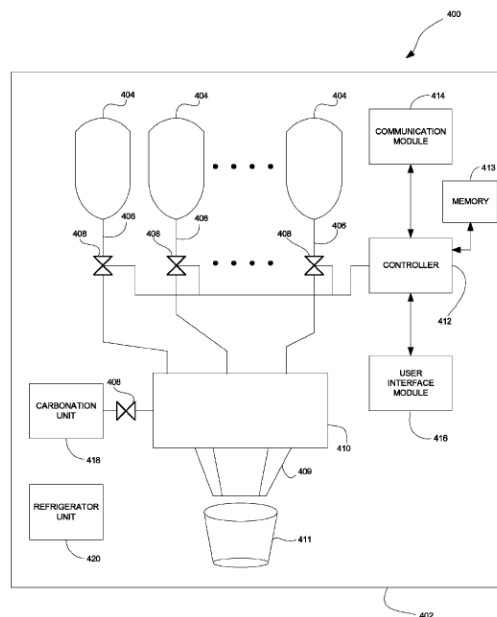 400
404
404
404
414
COMMUNICATION
MODULE
413
MEMORY
406
406
406
408
408
408
CONTROLLER
412
408
CARBONATION
UNIT
418
410
USER
INTERFACE
MODULE
416
409
REFRIGERATOR
UNIT
420
411
402